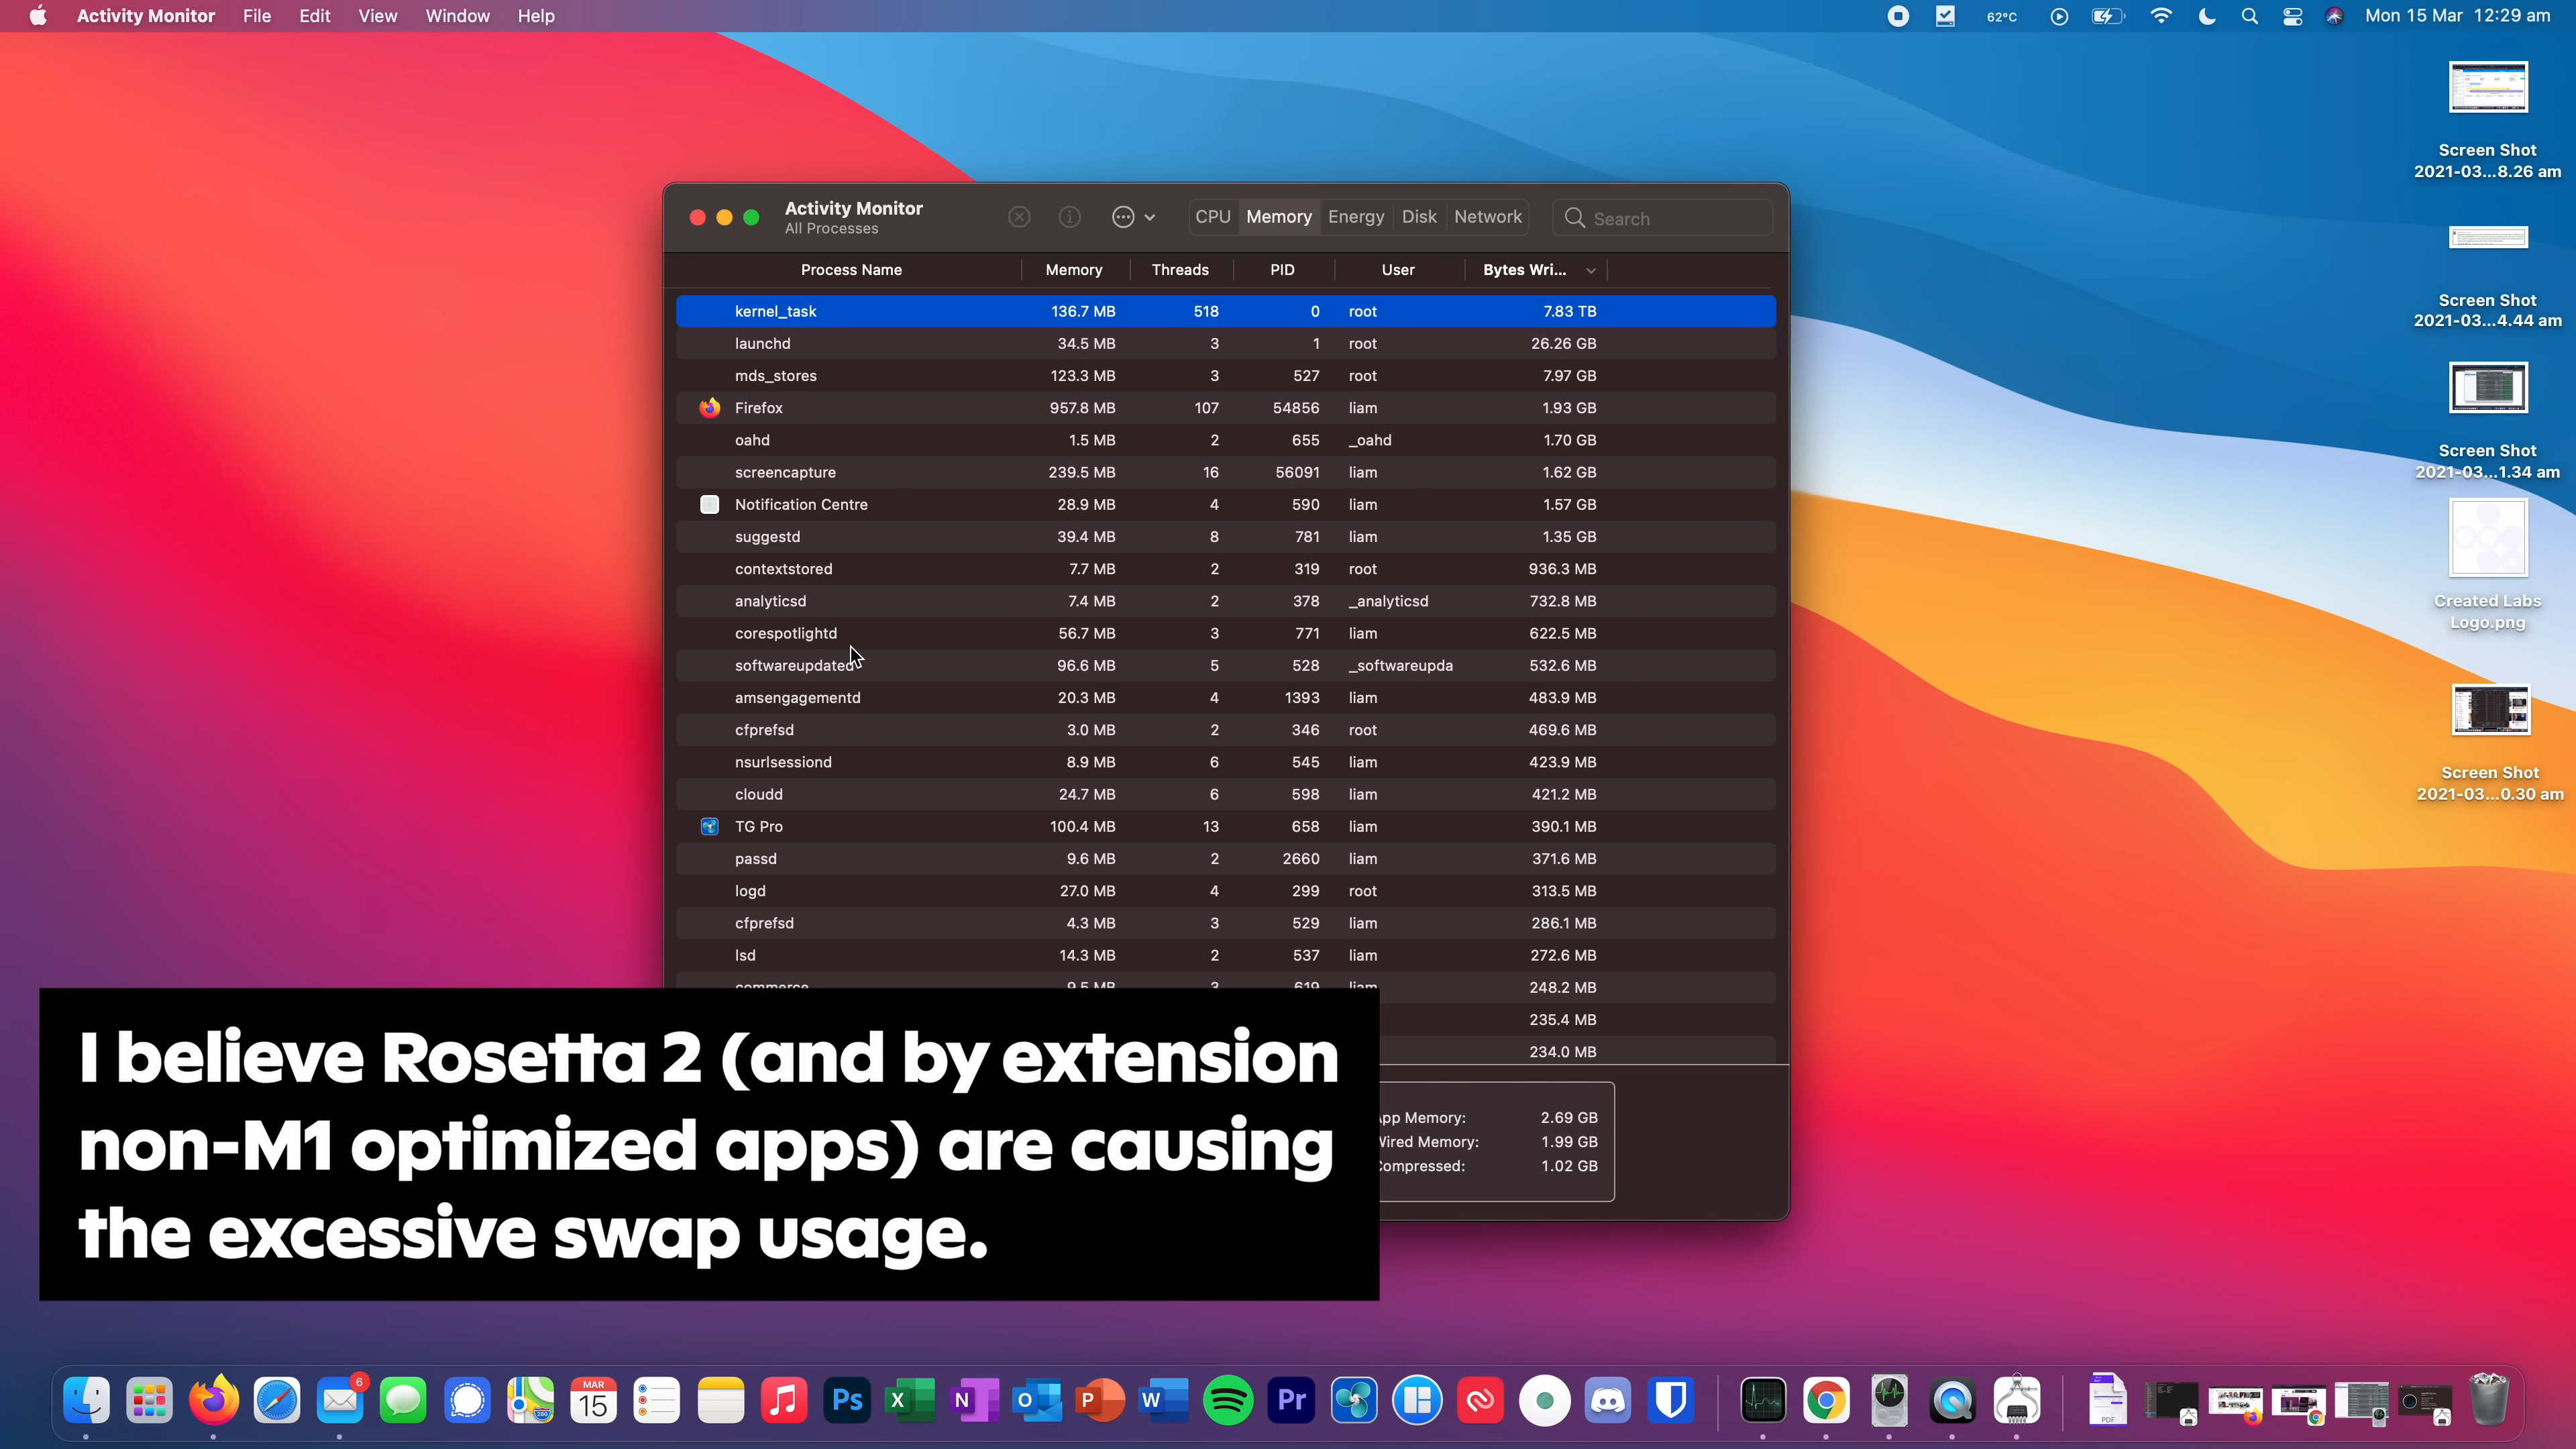 Activity Monitor File Edit View Window Help 62°C Mon 15 Mar 12:29 am
Screen Shot
2021-03...8.26 am
Screen Shot
2021-03...4.44 am
Screen Shot
2021-03...1.34 am
Created Labs
Logo.png
Screen Shot
2021-03...0.30 am
Activity Monitor
All Processes
CPU Memory Energy Disk Network Search
Process Name Memory Threads PID User Bytes Wri...
kernel_task 136.7 MB 518 0 root 7.83 TB
launchd 34.5 MB 3 1 root 26.26 GB
mds_stores 123.3 MB 3 527 root 7.97 GB
Firefox 957.8 MB 107 54856 liam 1.93 GB
oahd 1.5 MB 2 655 _oahd 1.70 GB
screencapture 239.5 MB 16 56091 liam 1.62 GB
Notification Centre 28.9 MB 4 590 liam 1.57 GB
suggestd 39.4 MB 8 781 liam 1.35 GB
contextstored 7.7 MB 2 319 root 936.3 MB
analyticsd 7.4 MB 2 378 _analyticsd 732.8 MB
corespotlightd 56.7 MB 3 771 liam 622.5 MB
softwareupdated 96.6 MB 5 528 _softwareupda 532.6 MB
amsengagementd 20.3 MB 4 1393 liam 483.9 MB
cfprefsd 3.0 MB 2 346 root 469.6 MB
nsurlsessiond 8.9 MB 6 545 liam 423.9 MB
cloudd 24.7 MB 6 598 liam 421.2 MB
TG Pro 100.4 MB 13 658 liam 390.1 MB
passd 9.6 MB 2 2660 liam 371.6 MB
logd 27.0 MB 4 299 root 313.5 MB
cfprefsd 4.3 MB 3 529 liam 286.1 MB
lsd 14.3 MB 2 537 liam 272.6 MB
commerce 9.5 MB 3 619 liam 248.2 MB
235.4 MB
234.0 MB
App Memory: 2.69 GB
Wired Memory: 1.99 GB
Compressed: 1.02 GB
I believe Rosetta 2 (and by extension
non-M1 optimized apps) are causing
the excessive swap usage.
6 280 MAR 15 Ps X N O P W Pr PDF